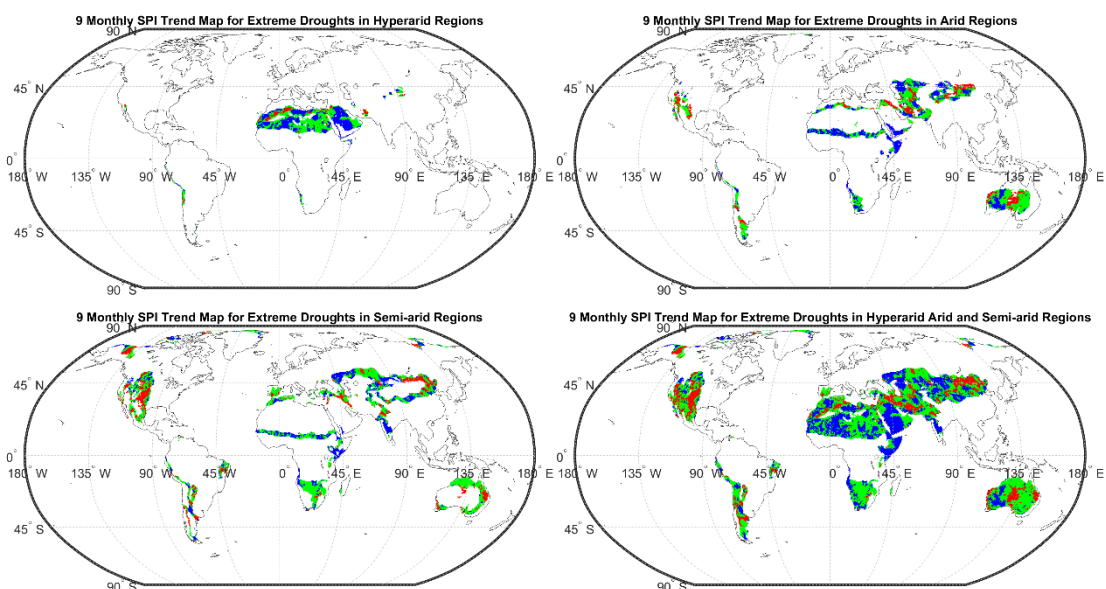 9 Monthly SPI Trend Map for Extreme Droughts in Hyperarid Regions
90° N
45° N
0°
180° W 90° W 45° W 0 45° E 90° E 135° E 180° E
45° S
90° S
9 Monthly SPI Trend Map for Extreme Droughts in Arid Regions
90° N
45° N
0°
180° W 90° W 45° W 0 45° E 90° E 135° E 180° E
45° S
90° S
9 Monthly SPI Trend Map for Extreme Droughts in Semi-arid Regions
90° N
45° N
0°
180° W 90° W 45° W 0 45° E 90° E 135° E 180° E
45° S
90° S
9 Monthly SPI Trend Map for Extreme Droughts in Hyperarid Arid and Semi-arid Regions
90° N
45° N
0°
180° W 90° W 45° W 0 45° E 90° E 135° E 180° E
45° S
90° S